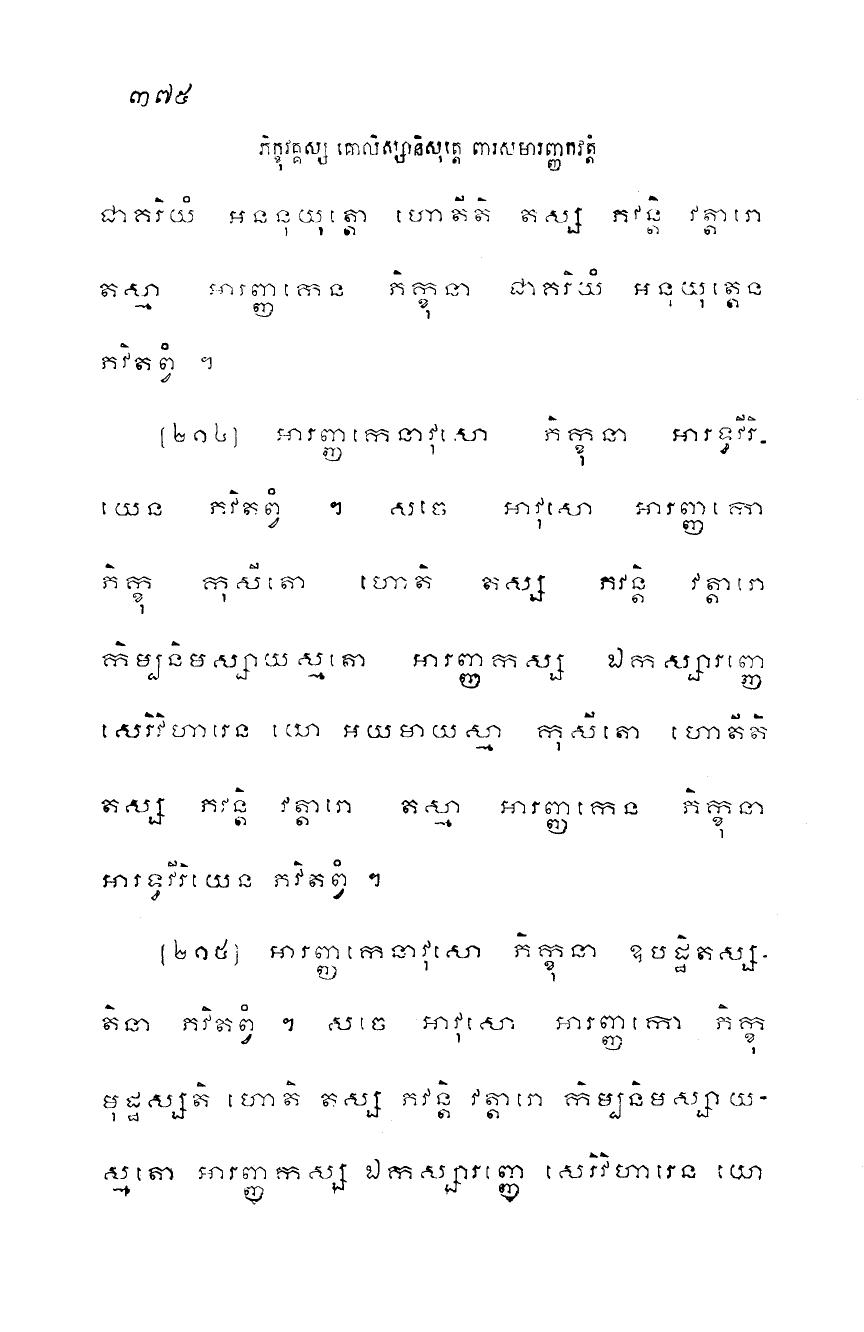 ៣៧៥
ភិក្ខុវគ្គស្ស គោលិស្សានិសុត្តេ ពារសមារញ្ញកវត្តំ
ជាគរិយំ អននុយុត្តោ ហោតីតិ តស្ស ភវន្តិ វត្តារោ
តស្មា អារញ្ញកេន ភិក្ខុនា ជាគរិយំ អនុយុត្តេន
ភវិតព្វំ ។
[២១៤] អារញ្ញកេនាវុសោ ភិក្ខុនា អារទ្ធវីរិ-
យេន ភវិតព្វំ ។ សចេ អាវុសោ អារញ្ញកោ
ភិក្ខុ កុសីតោ ហោតិ តស្ស ភវន្តិ វត្តារោ
កិម្បនិមស្សាយស្មតោ អារញ្ញកស្ស ឯកស្សារញ្ញេ
សេរិវិហារេន យោ អយមាយស្មា កុសីតោ ហោតីតិ
តស្ស ភវន្តិ វត្តារោ តស្មា អារញ្ញកេន ភិក្ខុនា
អារទ្ធវីរិយេន ភវិតព្វំ ។
[២១៥] អារញ្ញកេនាវុសោ ភិក្ខុនា ឧបដ្ឋិតស្ស-
តិនា ភវិតព្វំ ។ សចេ អាវុសោ អារញ្ញកោ ភិក្ខុ
មុដ្ឋស្សតិ ហោតិ តស្ស ភវន្តិ វត្តារោ កិម្បនិមស្សាយ-
ស្មតោ អារញ្ញកស្ស ឯកស្សារញ្ញេ សេរិវិហារេន យោ